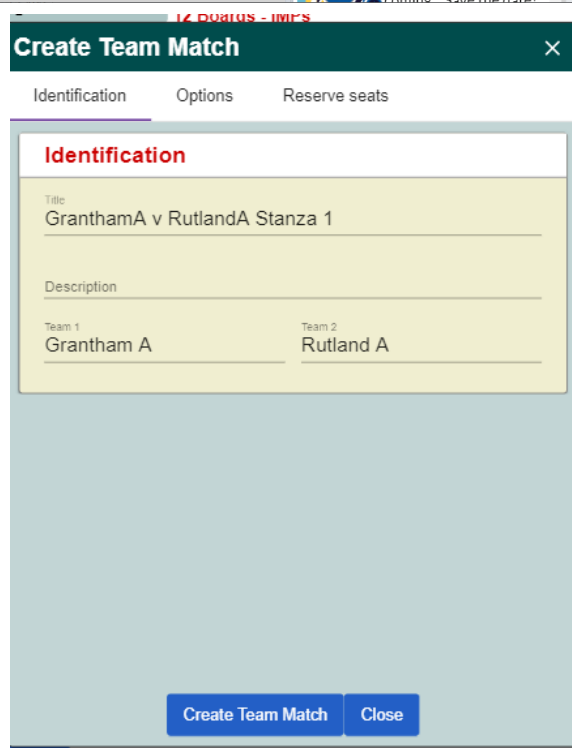 12 Boards - IMPs
Create Team Match
Identification Options Reserve seats
Identification
Title
GranthamA v RutlandA Stanza 1
Description
Team 1 Team 2
Grantham A Rutland A
Create Team Match Close